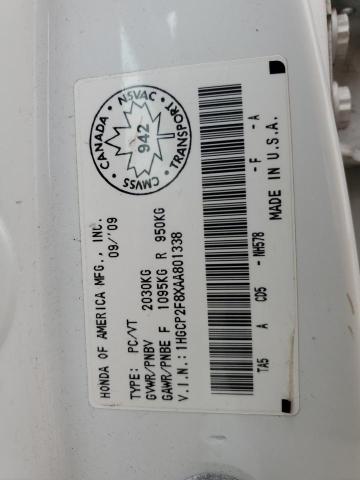 HONDA OF AMERICA MFG., INC.
09/'09
TYPE: PC/VT
GVWR/PNBV 2030KG
GAWR/PNBE F 1095KG R 950KG
V.I.N.: 1HGCP2F8XAA801338
CANADA · NSVAC · TRANSPORT · CMVSS
942
TA5 A CD5 - NH578 - F - A
MADE IN U.S.A.